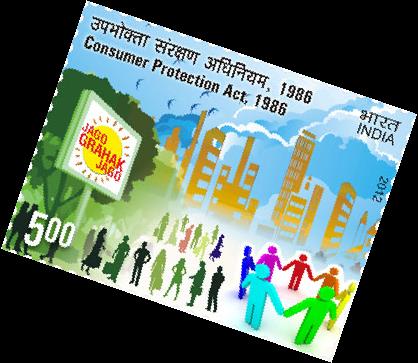 उपभोक्ता संरक्षण अधिनियम, 1986
Consumer Protection Act, 1986
भारत
INDIA
2012
JAGO
GRAHAK
JAGO
500